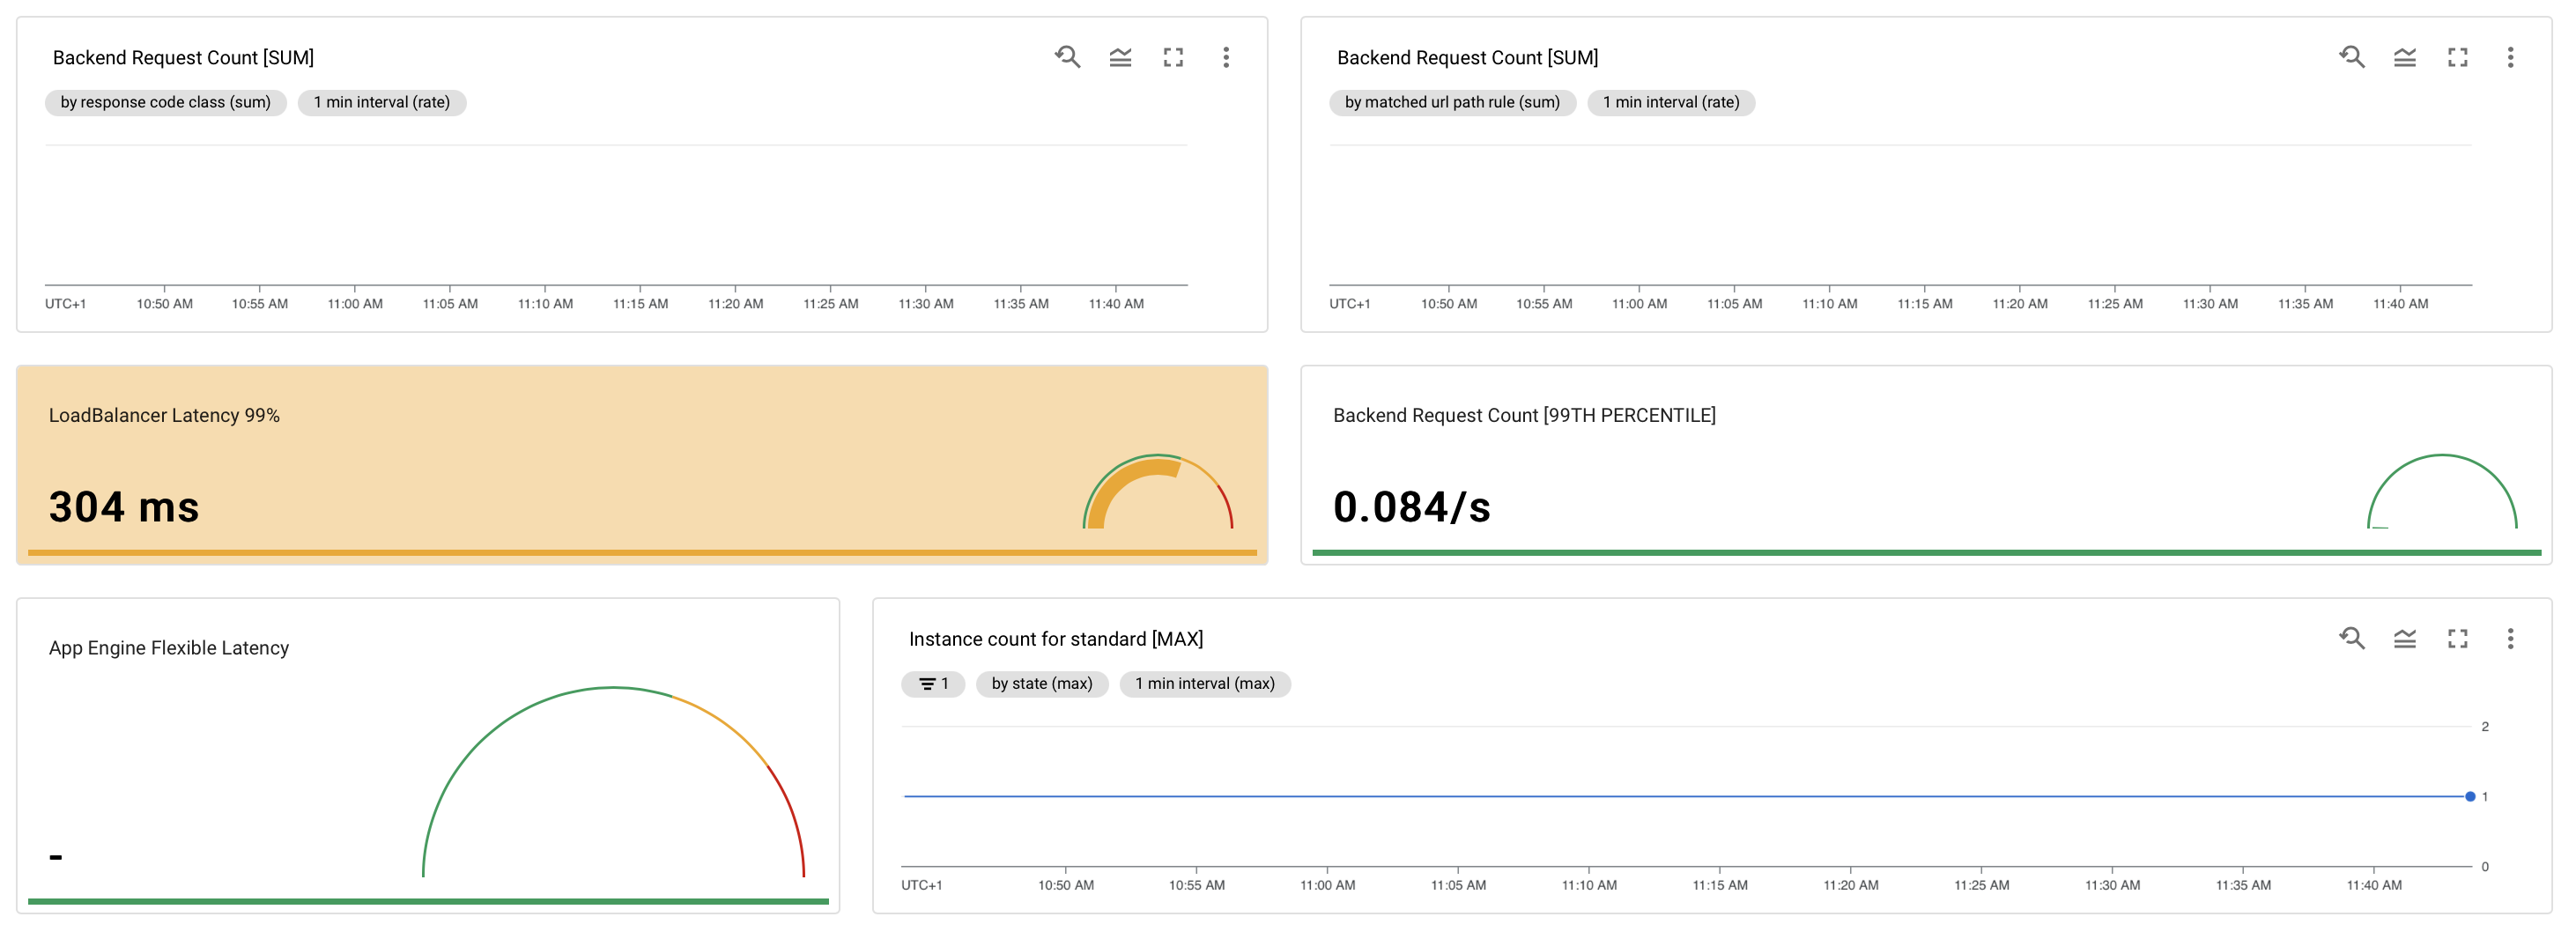 Backend Request Count [SUM]
by response code class (sum) 1 min interval (rate)
UTC+1 10:50 AM 10:55 AM 11:00 AM 11:05 AM 11:10 AM 11:15 AM 11:20 AM 11:25 AM 11:30 AM 11:35 AM 11:40 AM
Backend Request Count [SUM]
by matched url path rule (sum) 1 min interval (rate)
UTC+1 10:50 AM 10:55 AM 11:00 AM 11:05 AM 11:10 AM 11:15 AM 11:20 AM 11:25 AM 11:30 AM 11:35 AM 11:40 AM
LoadBalancer Latency 99%
304 ms
Backend Request Count [99TH PERCENTILE]
0.084/s
App Engine Flexible Latency
-
Instance count for standard [MAX]
1 by state (max) 1 min interval (max)
2
1
0
UTC+1 10:50 AM 10:55 AM 11:00 AM 11:05 AM 11:10 AM 11:15 AM 11:20 AM 11:25 AM 11:30 AM 11:35 AM 11:40 AM